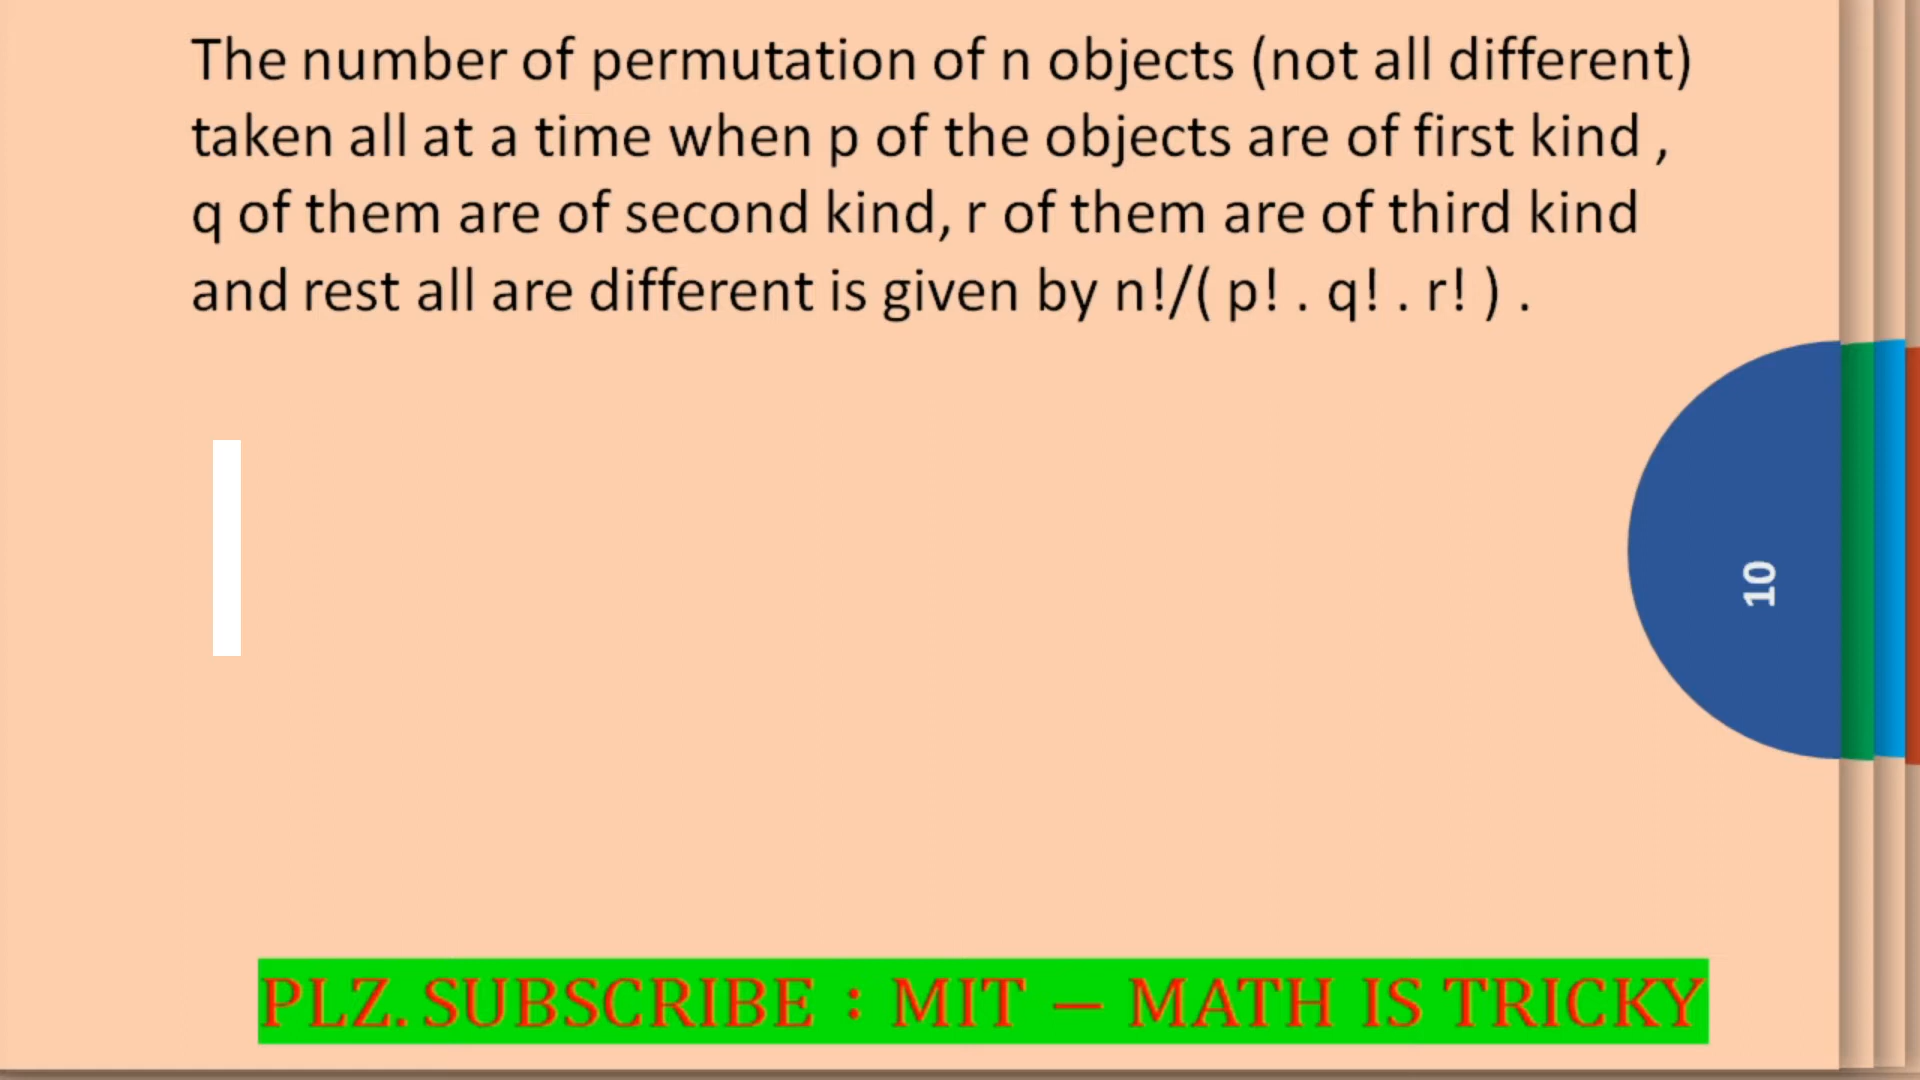 The number of permutation of n objects (not all different)
taken all at a time when p of the objects are of first kind ,
q of them are of second kind, r of them are of third kind
and rest all are different is given by n!/( p! . q! . r! ) .
10
PLZ. SUBSCRIBE : MIT – MATH IS TRICKY